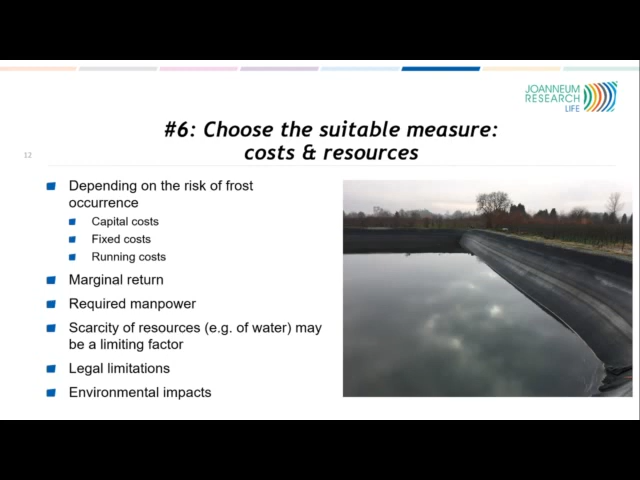 JOANNEUM
RESEARCH
LIFE
#6: Choose the suitable measure:
costs & resources
12
Depending on the risk of frost
occurrence
Capital costs
Fixed costs
Running costs
Marginal return
Required manpower
Scarcity of resources (e.g. of water) may
be a limiting factor
Legal limitations
Environmental impacts